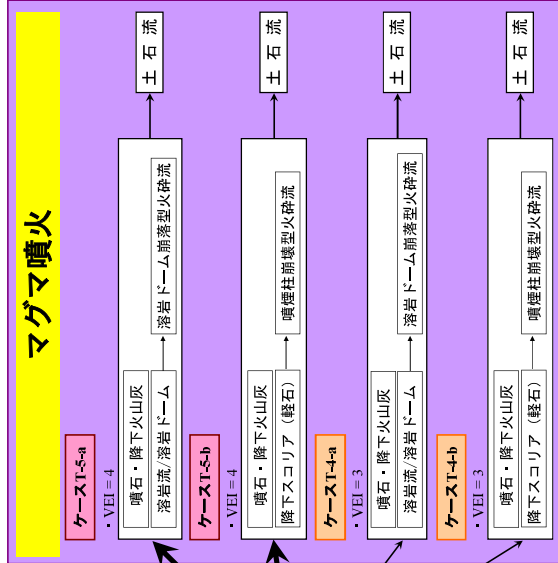 マグマ噴火
ケースT-5-a
・VEI = 4
噴石・降下火山灰
溶岩流/溶岩ドーム
溶岩ドーム崩落型火砕流
土石流
ケースT-5-b
・VEI = 4
噴石・降下火山灰
降下スコリア（軽石）
噴煙柱崩壊型火砕流
土石流
ケースT-4-a
・VEI = 3
噴石・降下火山灰
溶岩流/溶岩ドーム
溶岩ドーム崩落型火砕流
土石流
ケースT-4-b
・VEI = 3
噴石・降下火山灰
降下スコリア（軽石）
噴煙柱崩壊型火砕流
土石流